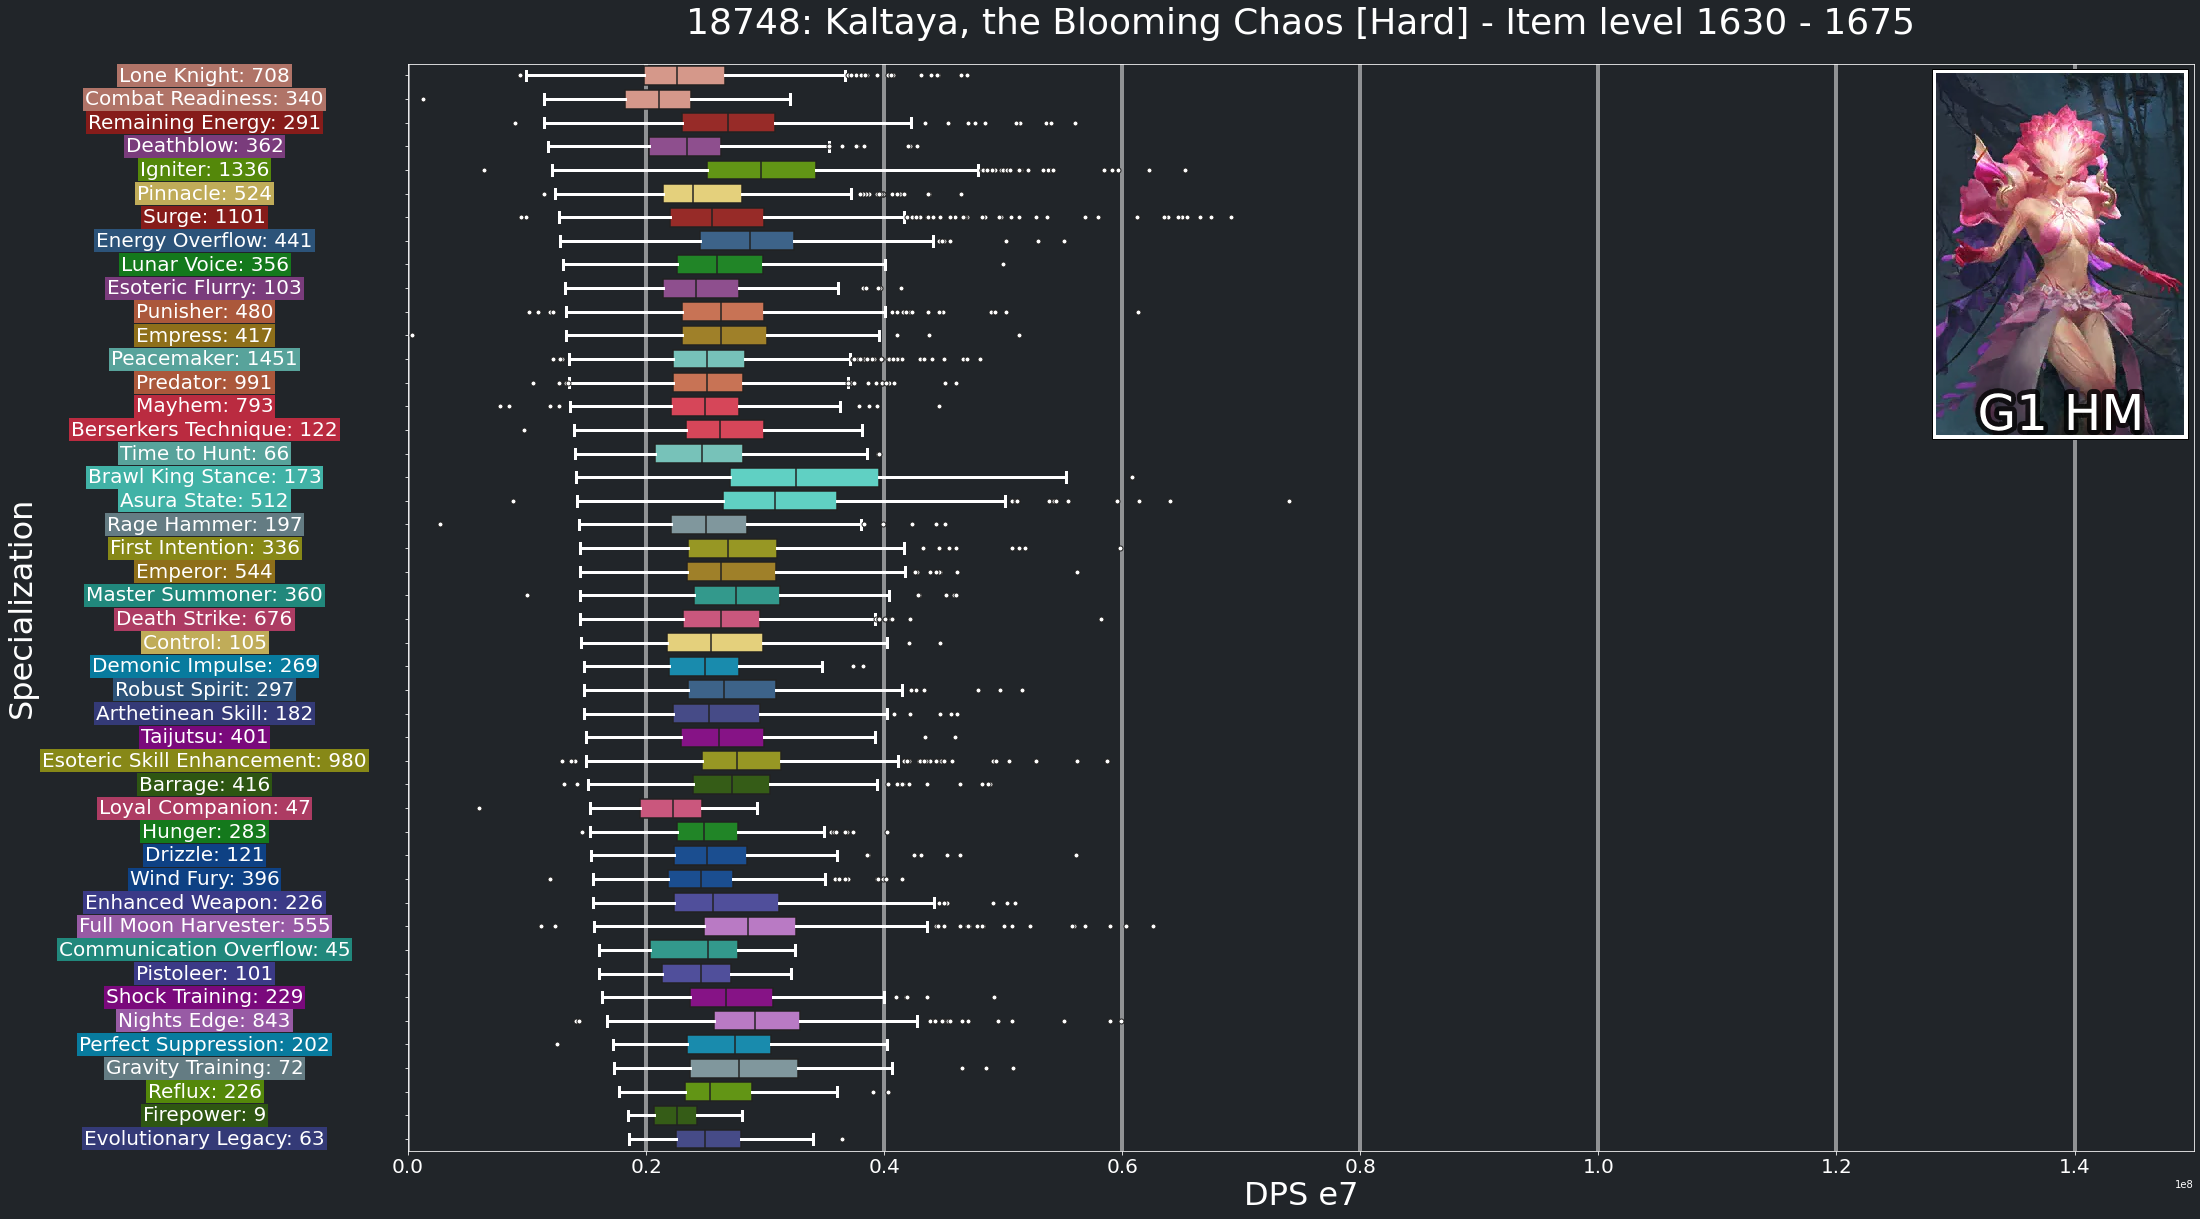 18748: Kaltaya, the Blooming Chaos [Hard] - Item level 1630 - 1675
Lone Knight: 708
Combat Readiness: 340
Remaining Energy: 291
Deathblow: 362
Igniter: 1336
Pinnacle: 524
Surge: 1101
Energy Overflow: 441
Lunar Voice: 356
Esoteric Flurry: 103
Punisher: 480
Empress: 417
Peacemaker: 1451
Predator: 991
Mayhem: 793
Berserkers Technique: 122
Time to Hunt: 66
Brawl King Stance: 173
Asura State: 512
Rage Hammer: 197
First Intention: 336
Emperor: 544
Master Summoner: 360
Death Strike: 676
Control: 105
Demonic Impulse: 269
Robust Spirit: 297
Arthetinean Skill: 182
Taijutsu: 401
Esoteric Skill Enhancement: 980
Barrage: 416
Loyal Companion: 47
Hunger: 283
Drizzle: 121
Wind Fury: 396
Enhanced Weapon: 226
Full Moon Harvester: 555
Communication Overflow: 45
Pistoleer: 101
Shock Training: 229
Nights Edge: 843
Perfect Suppression: 202
Gravity Training: 72
Reflux: 226
Firepower: 9
Evolutionary Legacy: 63
Specialization
G1 HM
0.0 0.2 0.4 0.6 0.8 1.0 1.2 1.4
1e8
DPS e7